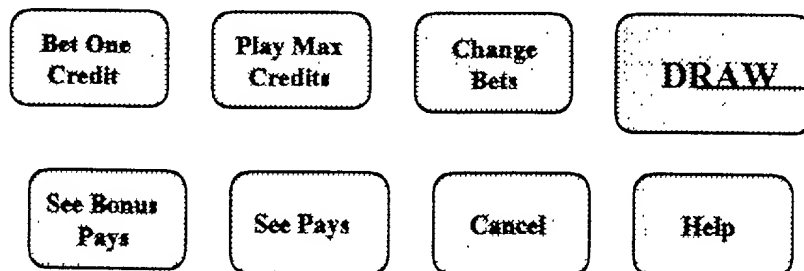 Bet One
Credit
Play Max
Credits
Change
Bets
DRAW
See Bonus
Pays
See Pays
Cancel
Help